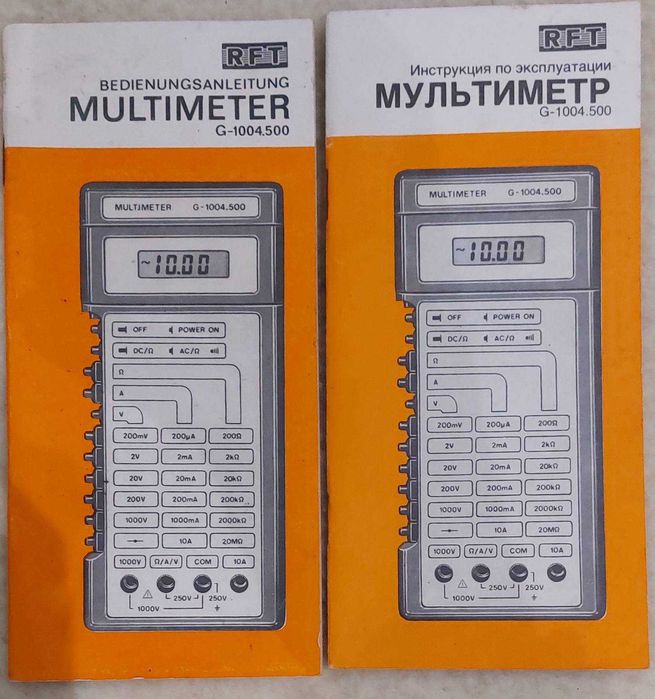 RFT
BEDIENUNGSANLEITUNG
MULTIMETER
G-1004.500
MULTIMETER G-1004.500
~10.00
OFF POWER ON
DC/Ω AC/Ω
Ω
A
V
200mV 200µA 200Ω
2V 2mA 2kΩ
20V 20mA 20kΩ
200V 200mA 200kΩ
1000V 1000mA 2000kΩ
10A 20MΩ
1000V Ω/A/V COM 10A
250V 250V
1000V
RFT
Инструкция по эксплуатации
МУЛЬТИМЕТР
G-1004.500
MULTIMETER G-1004.500
~10.00
OFF POWER ON
DC/Ω AC/Ω
Ω
A
V
200mV 200µA 200Ω
2V 2mA 2kΩ
20V 20mA 20kΩ
200V 200mA 200kΩ
1000V 1000mA 2000kΩ
10A 20MΩ
1000V Ω/A/V COM 10A
250V 250V
1000V